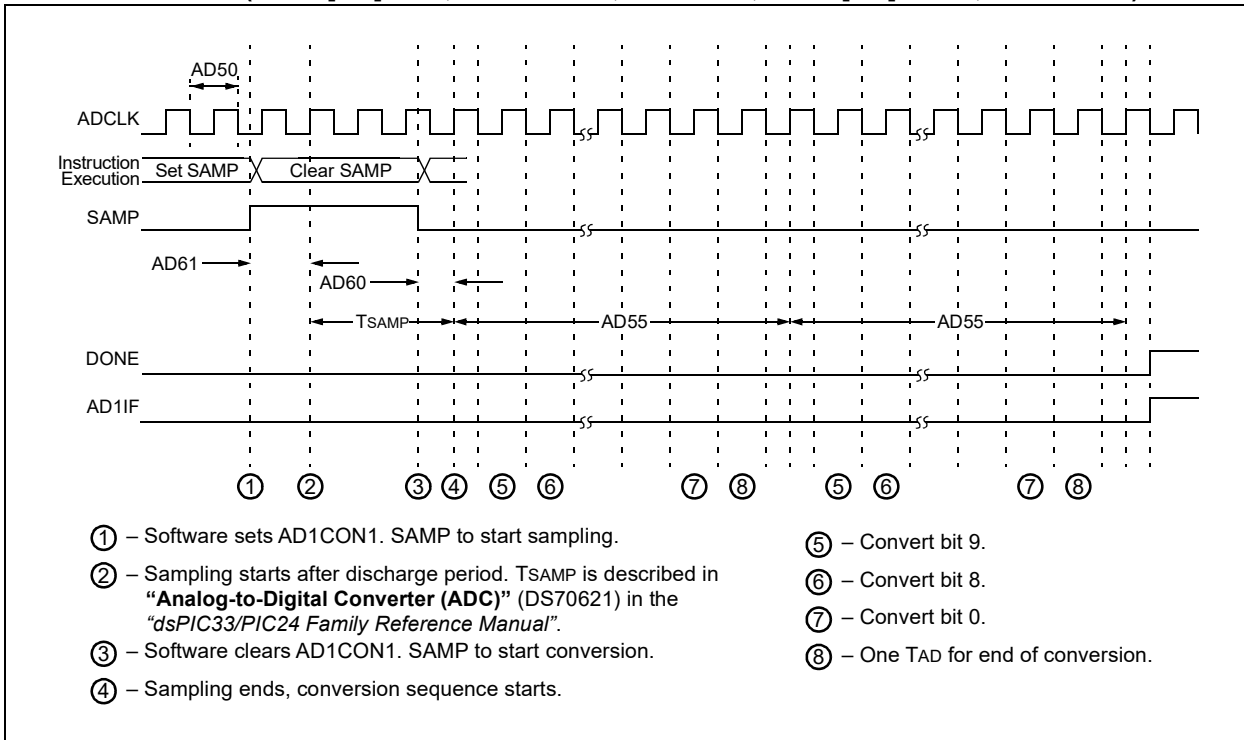 AD50
ADCLK
Instruction
Execution
Set SAMP
Clear SAMP
SAMP
AD61
AD60
TSAMP
AD55
AD55
DONE
AD1IF
1 2 3 4 5 6 7 8 5 6 7 8
1 – Software sets AD1CON1. SAMP to start sampling.
2 – Sampling starts after discharge period. TSAMP is described in
“Analog-to-Digital Converter (ADC)” (DS70621) in the
“dsPIC33/PIC24 Family Reference Manual”.
3 – Software clears AD1CON1. SAMP to start conversion.
4 – Sampling ends, conversion sequence starts.
5 – Convert bit 9.
6 – Convert bit 8.
7 – Convert bit 0.
8 – One TAD for end of conversion.